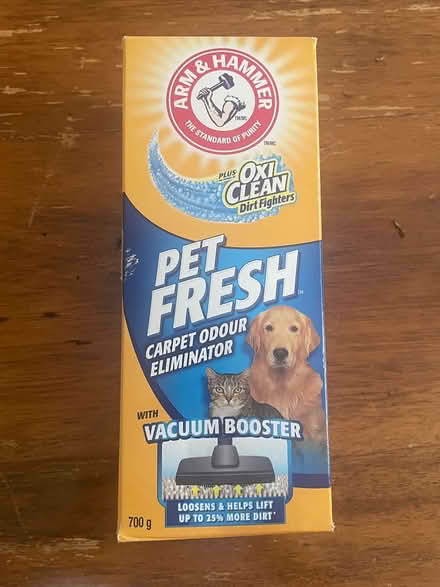 ARM & HAMMER
THE STANDARD OF PURITY
PLUS OXI
CLEAN
Dirt Fighters
PET
FRESH
CARPET ODOUR
ELIMINATOR
WITH
VACUUM BOOSTER
LOOSENS & HELPS LIFT
UP TO 25% MORE DIRT*
700 g